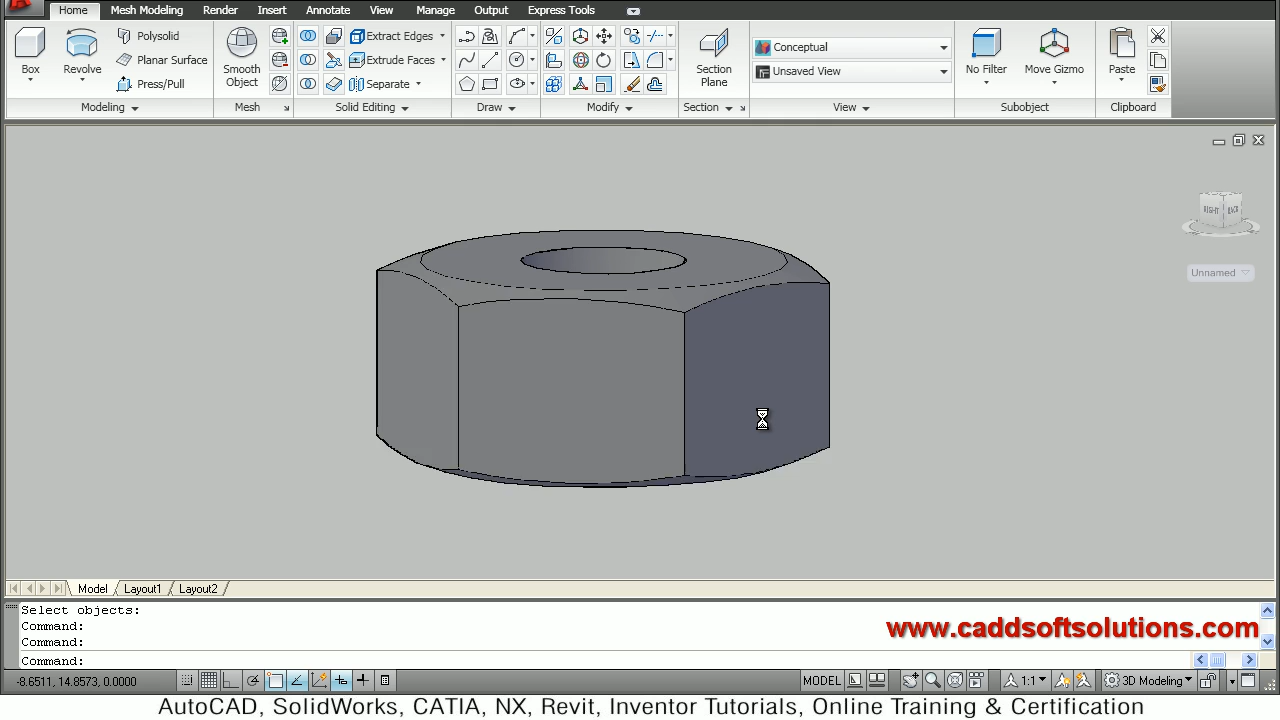 Home Mesh Modeling Render Insert Annotate View Manage Output Express Tools
Box
Revolve
Polysolid
Planar Surface
Press/Pull
Modeling
Smooth
Object
Mesh
Extract Edges
Extrude Faces
Separate
Solid Editing
Draw
Modify
Section
Plane
Section
Conceptual
Unsaved View
View
No Filter
Move Gizmo
Subobject
Paste
Clipboard
RIGHT BACK
Unnamed
Model Layout1 Layout2
Select objects:
Command:
Command:
Command:
www.caddsoftsolutions.com
-8.6511, 14.8573, 0.0000
MODEL
1:1
3D Modeling
AutoCAD, SolidWorks, CATIA, NX, Revit, Inventor Tutorials, Online Training & Certification